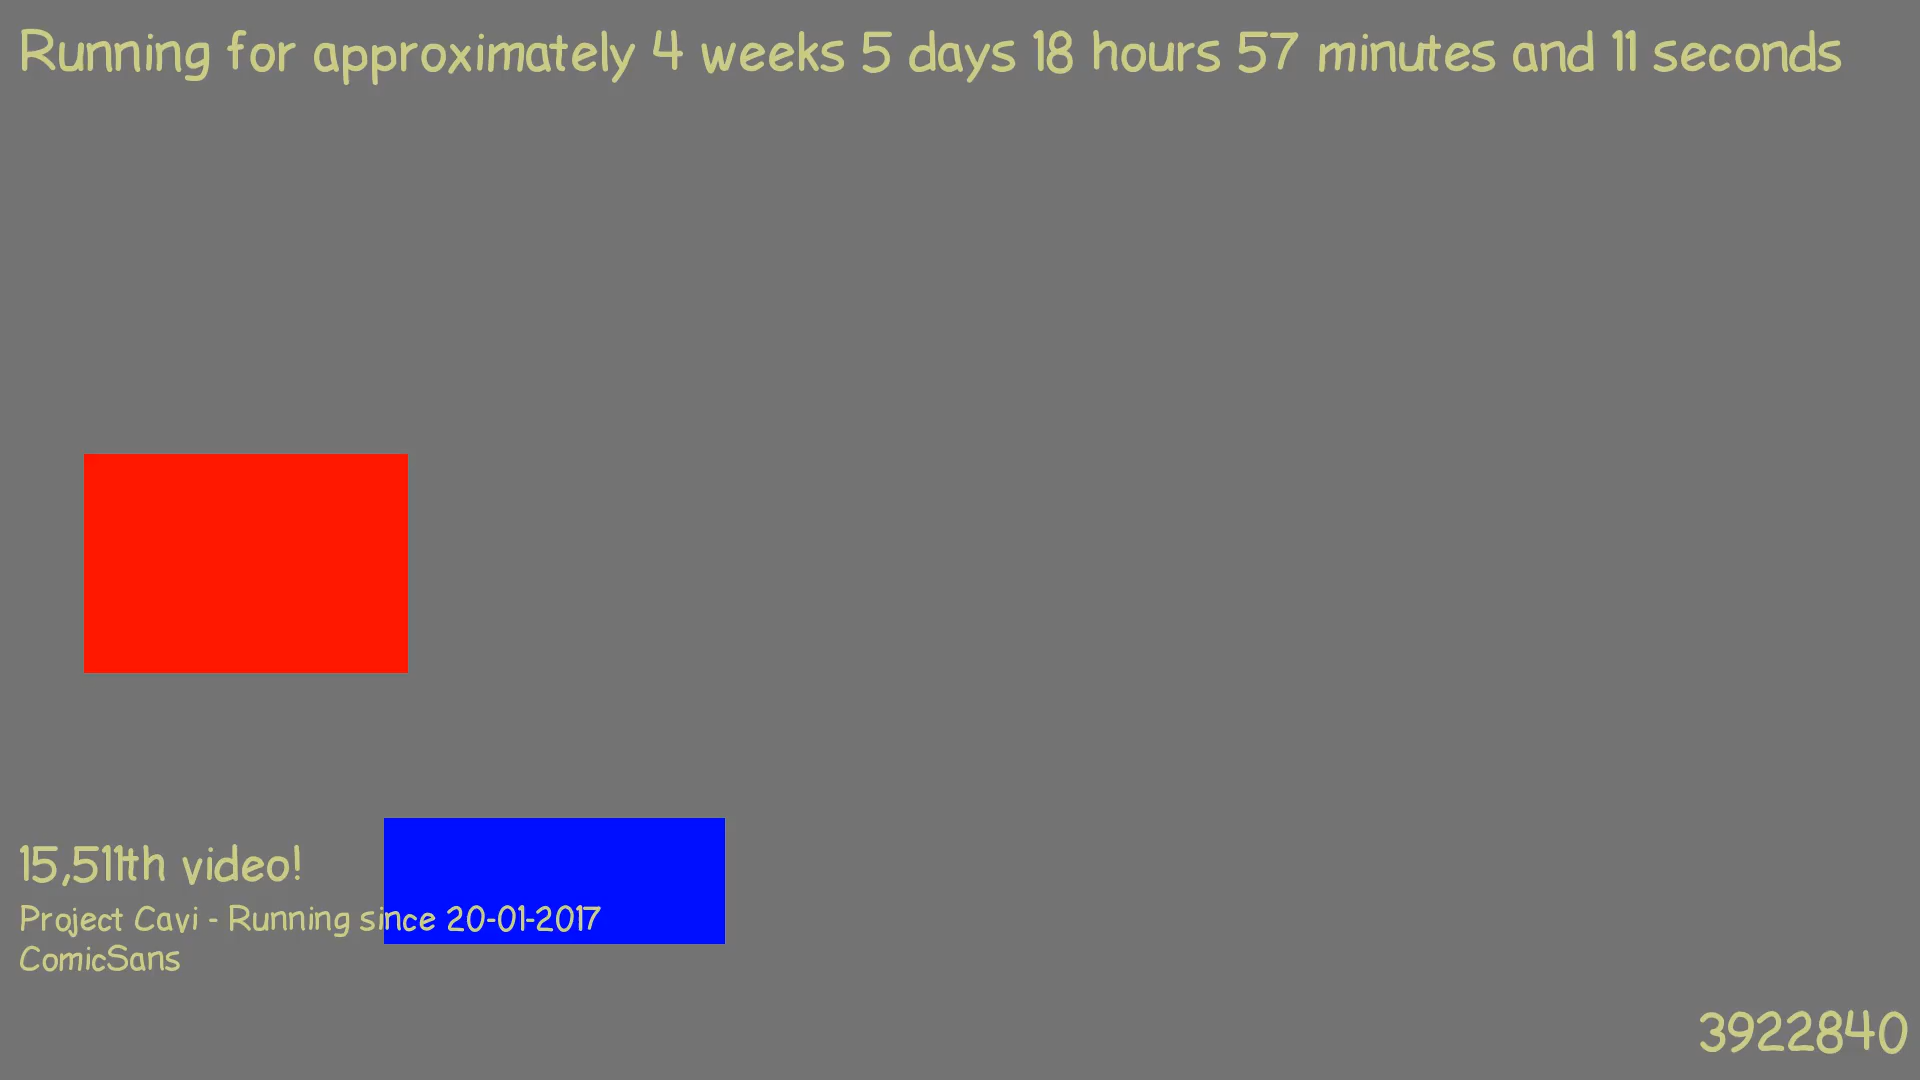 Running for approximately 4 weeks 5 days 18 hours 57 minutes and 11 seconds
15,511th video!
Project Cavi - Running since 20-01-2017
ComicSans
3922840